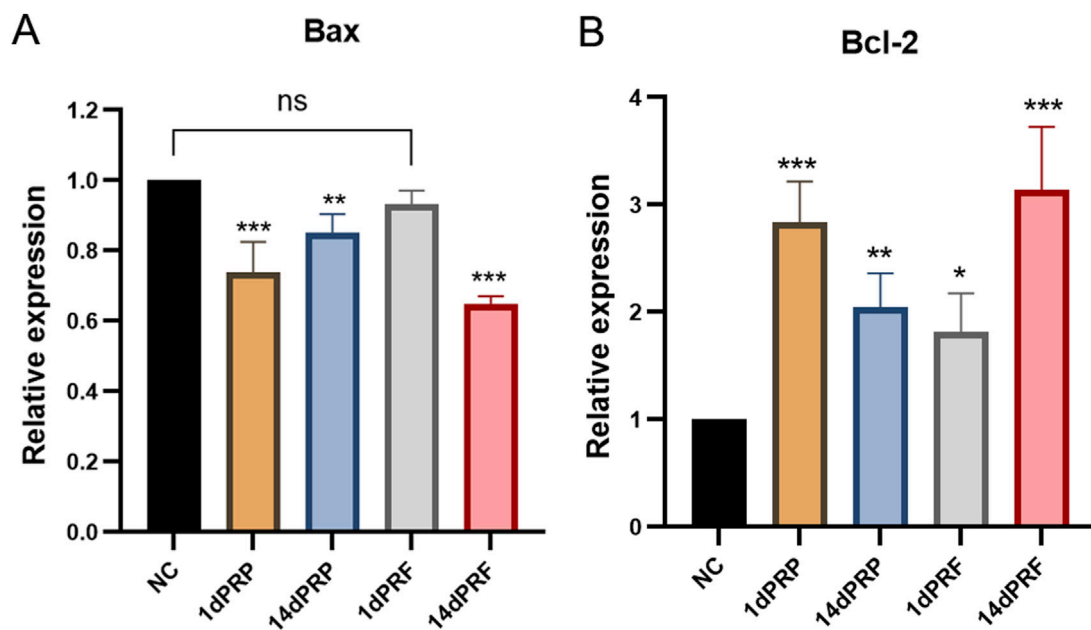 A
Bax
ns
1.2
1.0
0.8
0.6
0.4
0.2
0.0
Relative expression
***
**
***
NC
1dPRP
14dPRP
1dPRF
14dPRF
B
Bcl-2
4
3
2
1
0
Relative expression
***
**
*
***
NC
1dPRP
14dPRP
1dPRF
14dPRF